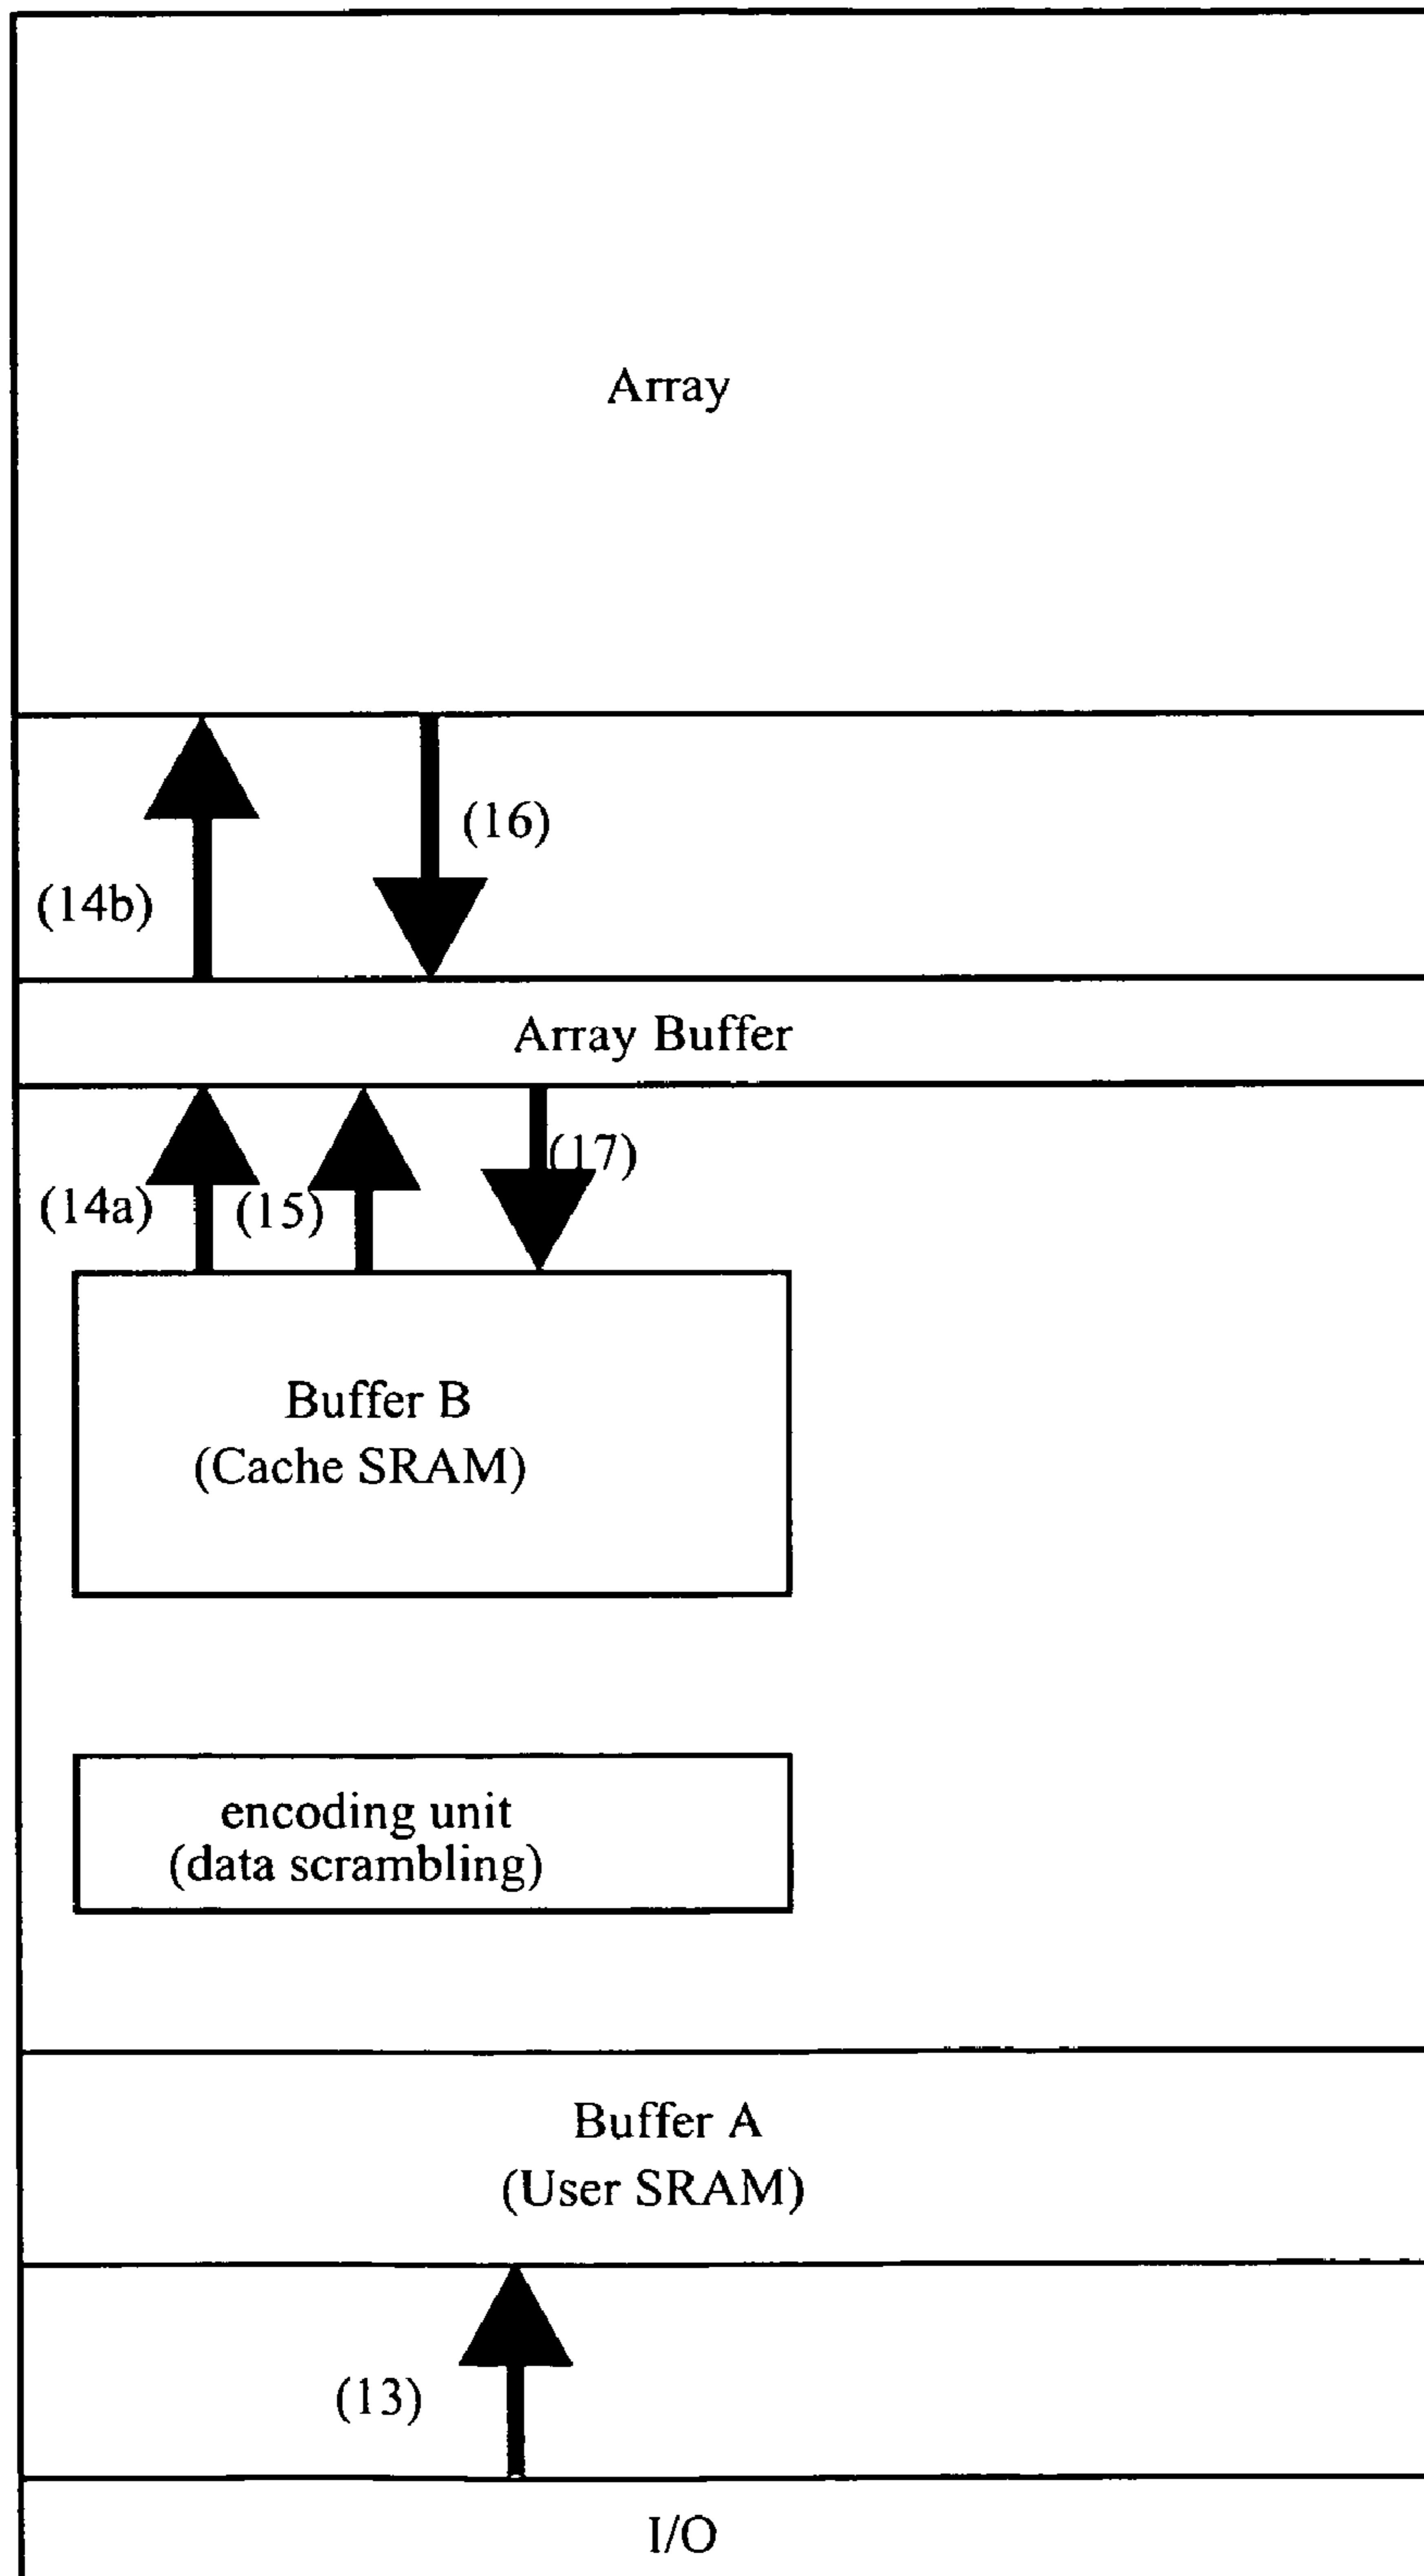 Array
(16)
(14b)
Array Buffer
(17)
(14a)
(15)
Buffer B
(Cache SRAM)
encoding unit
(data scrambling)
Buffer A
(User SRAM)
(13)
I/O